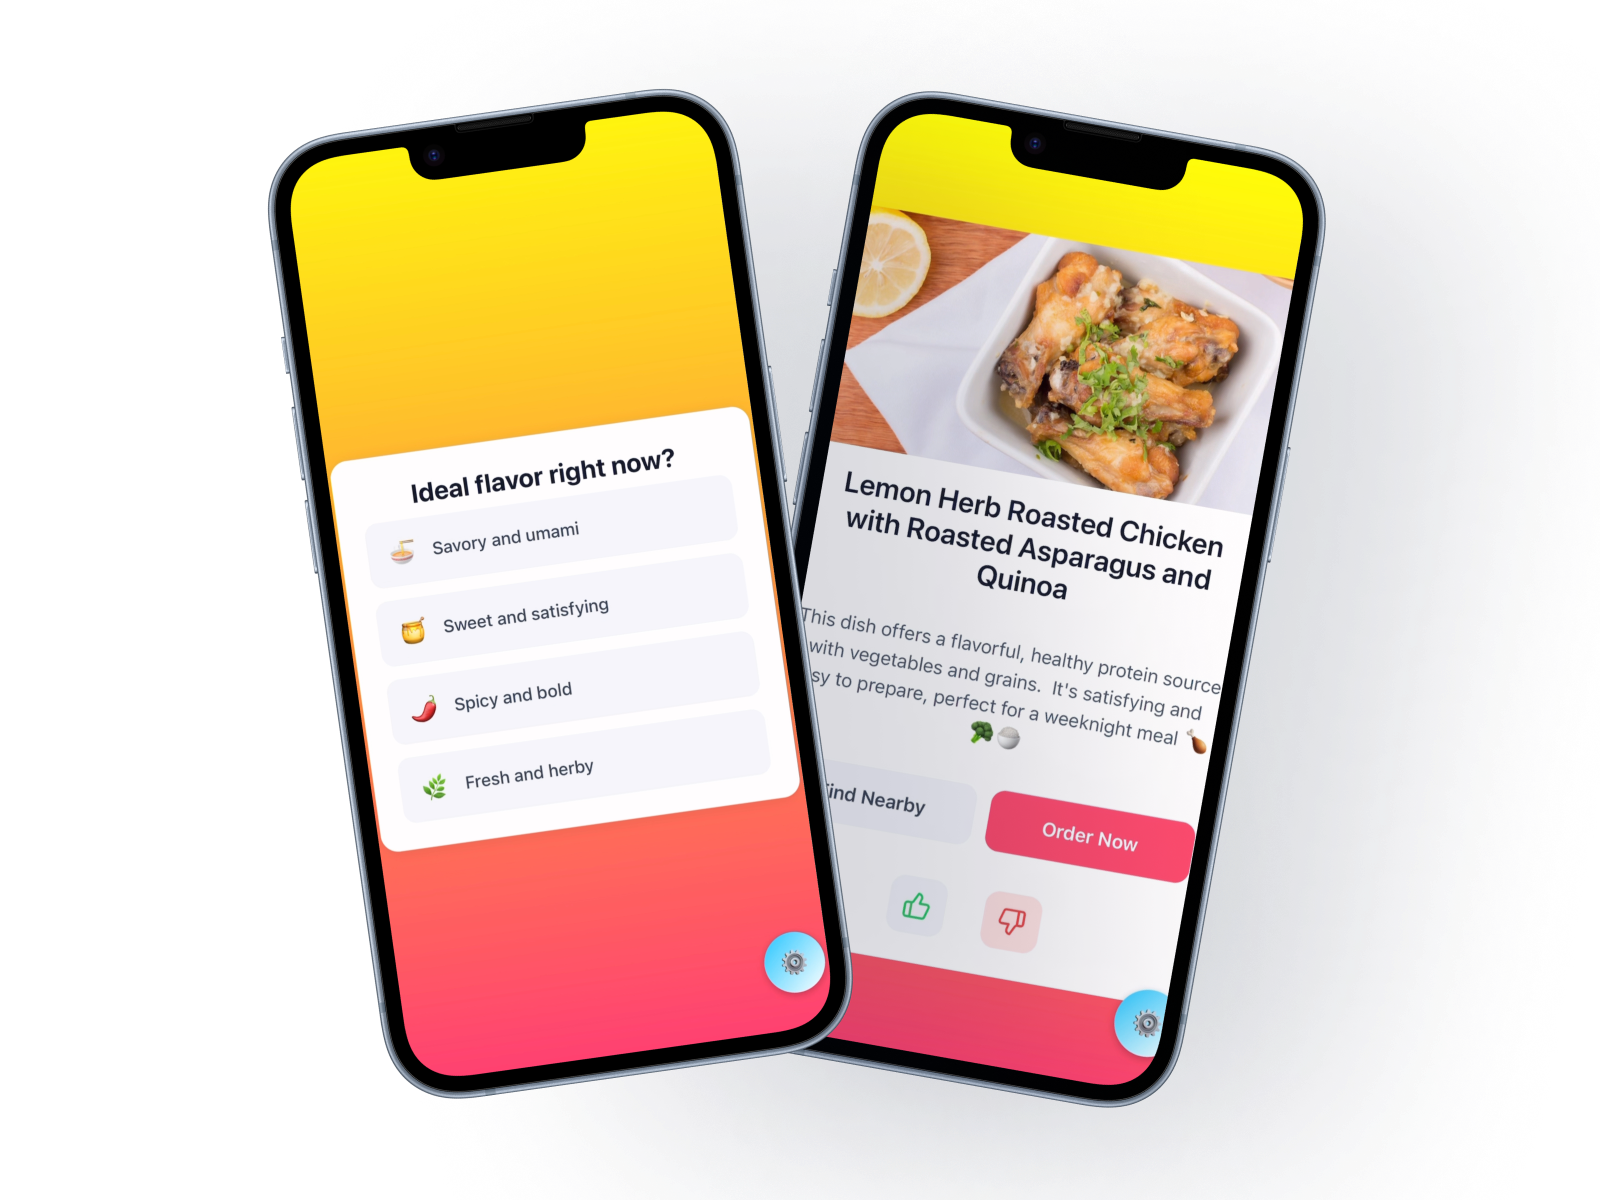 Ideal flavor right now?
Savory and umami
Sweet and satisfying
Spicy and bold
Fresh and herby
Lemon Herb Roasted Chicken
with Roasted Asparagus and
Quinoa
This dish offers a flavorful, healthy protein source
with vegetables and grains. It's satisfying and
sy to prepare, perfect for a weeknight meal 🍗
🥦🍚
ind Nearby
Order Now